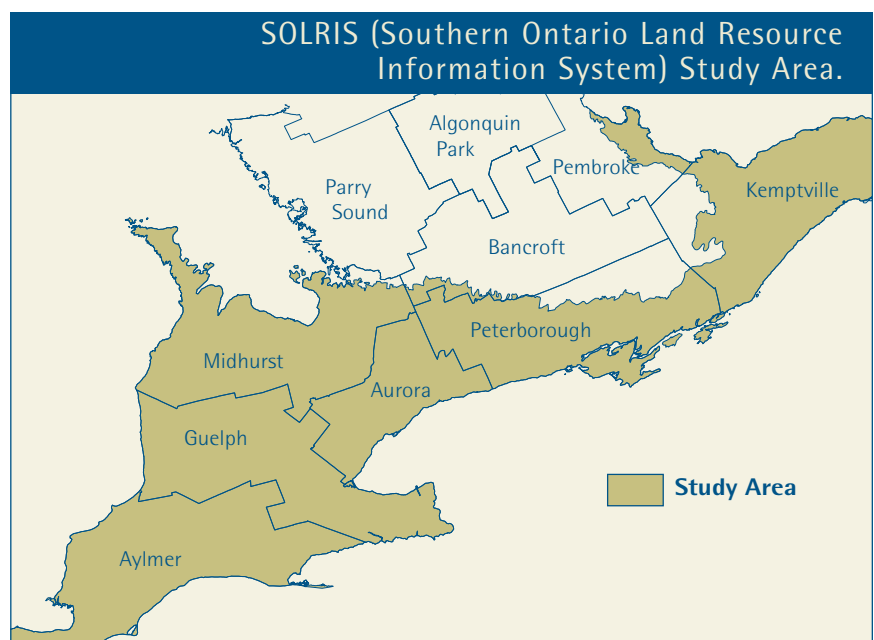 SOLRIS (Southern Ontario Land Resource
Information System) Study Area.
Algonquin
Park
Pembroke
Kemptville
Parry
Sound
Bancroft
Peterborough
Midhurst
Aurora
Guelph
Study Area
Aylmer